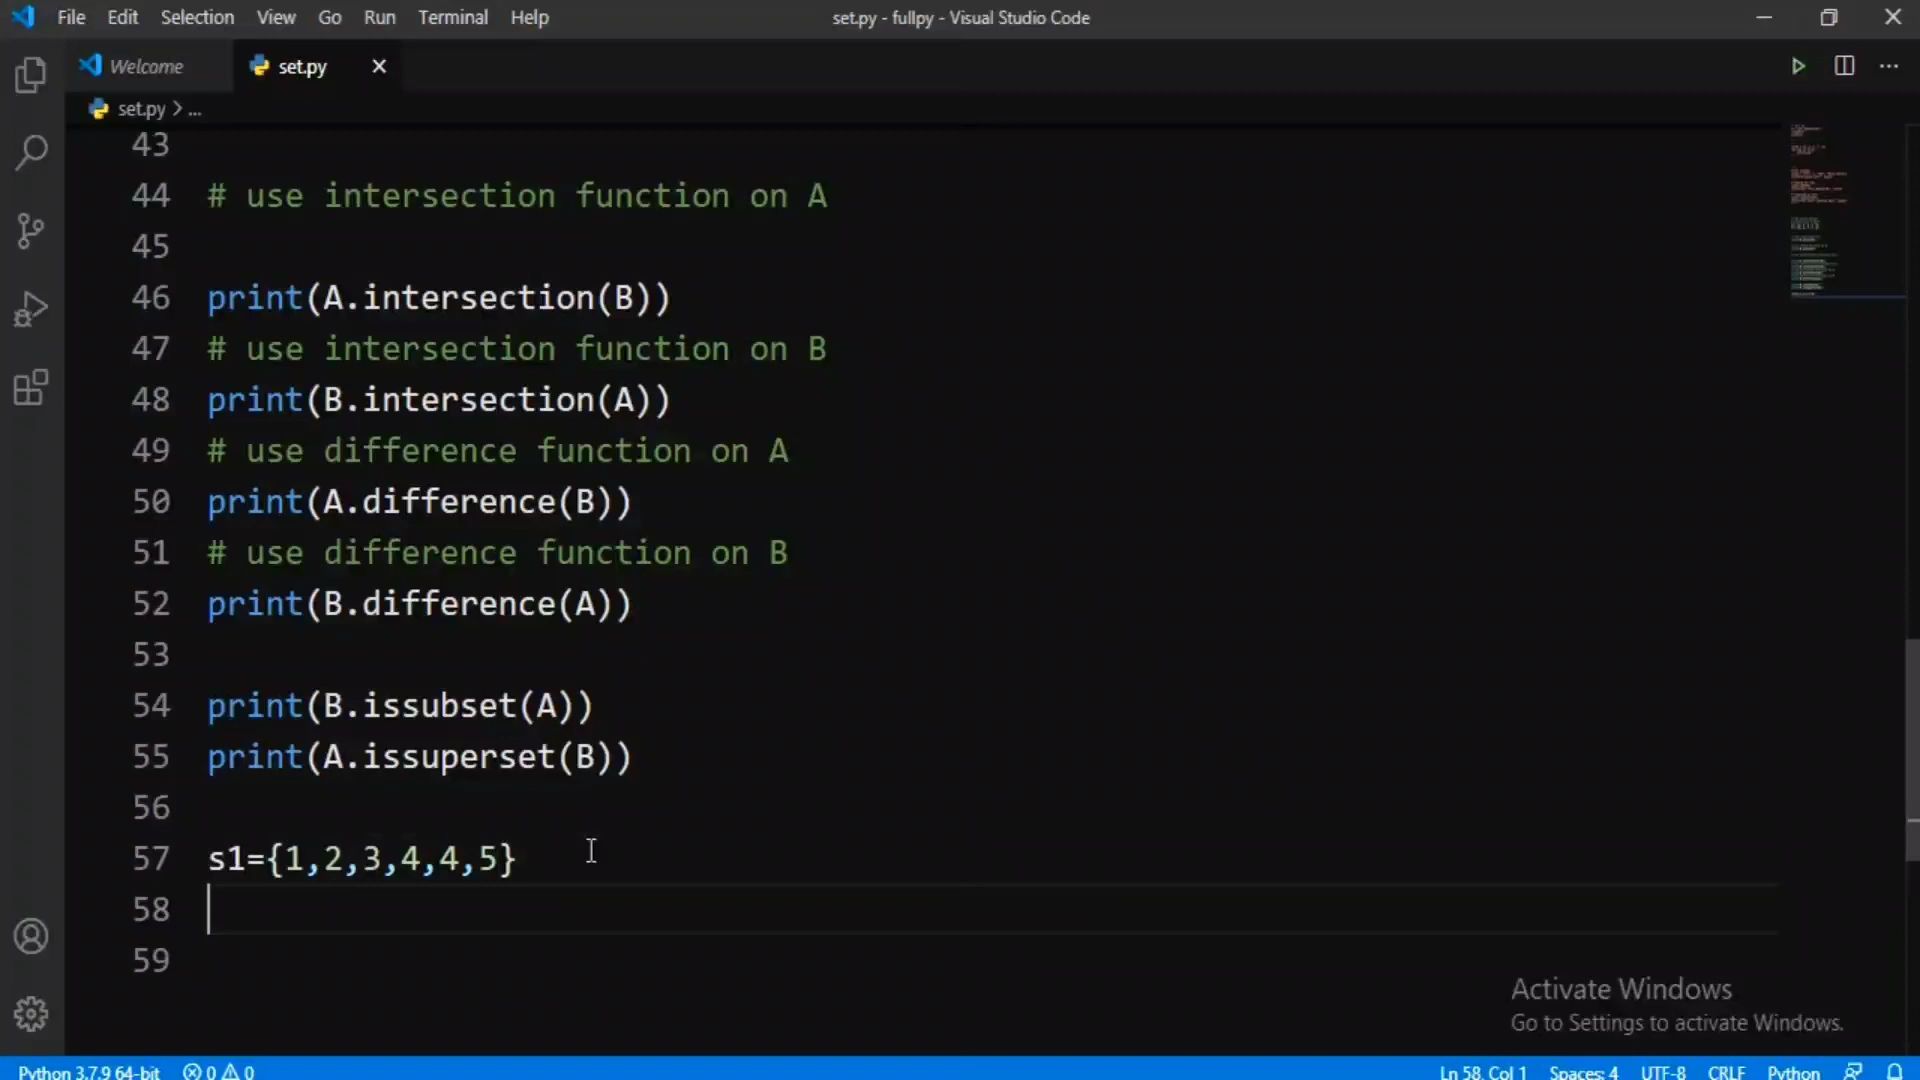 File Edit Selection View Go Run Terminal Help set.py - fullpy - Visual Studio Code
Welcome set.py
set.py > ...
43
44 # use intersection function on A
45
46 print(A.intersection(B))
47 # use intersection function on B
48 print(B.intersection(A))
49 # use difference function on A
50 print(A.difference(B))
51 # use difference function on B
52 print(B.difference(A))
53
54 print(B.issubset(A))
55 print(A.issuperset(B))
56
57 s1={1,2,3,4,4,5}
58
59
Activate Windows
Go to Settings to activate Windows.
Python 3.7.9 64-bit 0 0 Ln 58, Col 1 Spaces: 4 UTF-8 CRLF Python